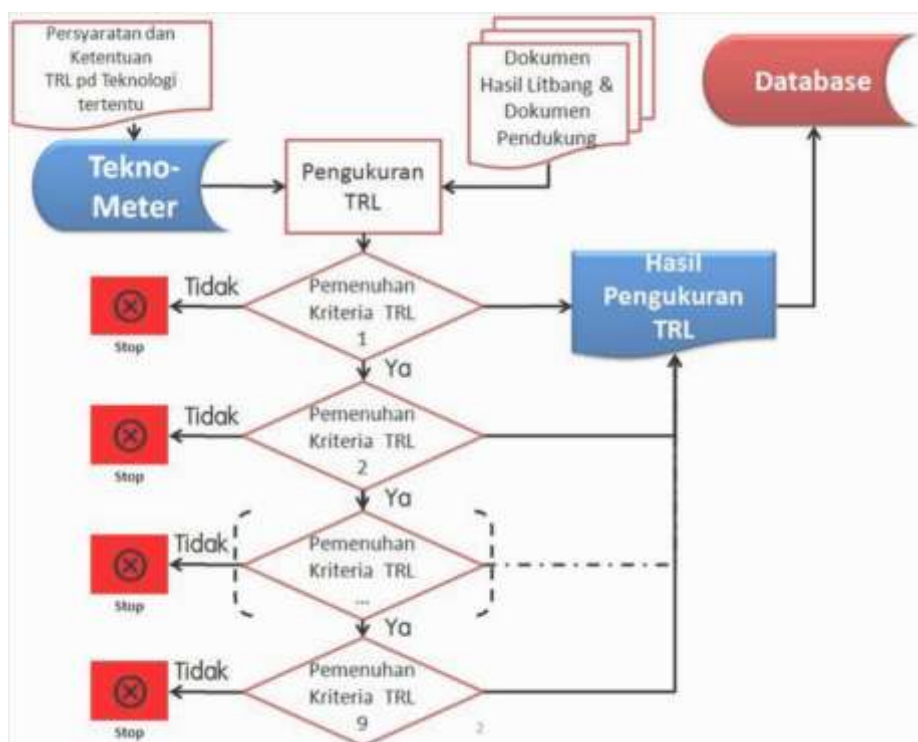 Persyaratan dan
Ketentuan
TRL pd Teknologi
tertentu
Dokumen
Hasil Litbang &
Dokumen
Pendukung
Database
Tekno-
Meter
Pengukuran
TRL
Hasil
Pengukuran
TRL
Tidak
Stop
Pemenuhan
Kriteria TRL
1
Ya
Tidak
Stop
Pemenuhan
Kriteria TRL
2
Ya
Tidak
Stop
Pemenuhan
Kriteria TRL
...
Ya
Tidak
Stop
Pemenuhan
Kriteria TRL
9
2